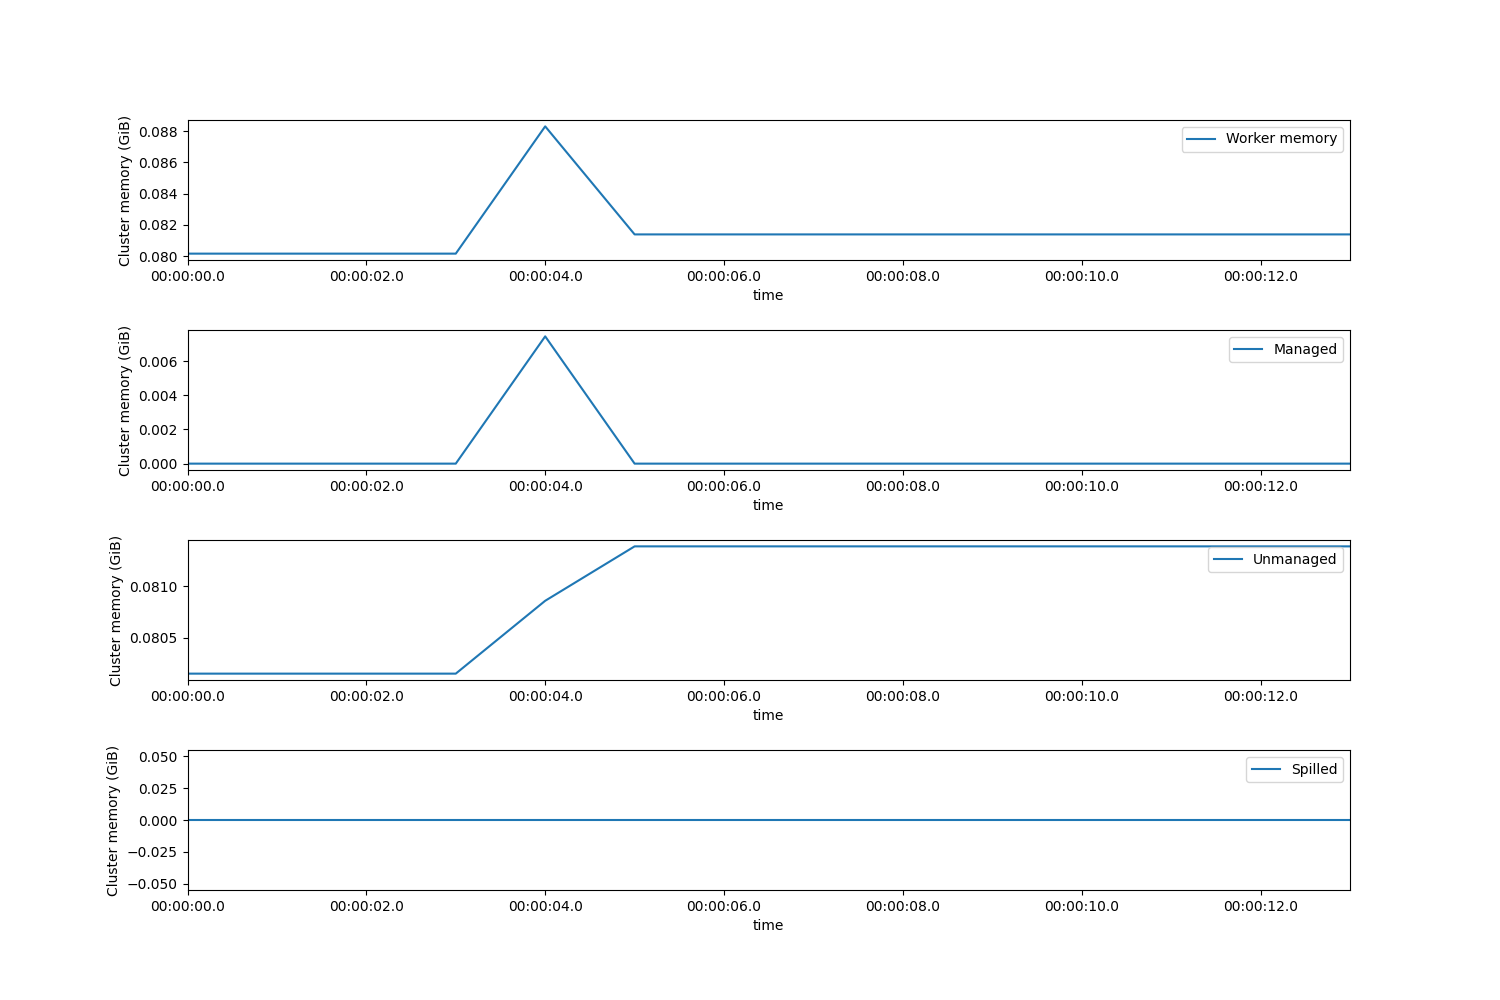 Cluster memory (GiB)
0.088
0.086
0.084
0.082
0.080
Worker memory
00:00:00.0 00:00:02.0 00:00:04.0 00:00:06.0 00:00:08.0 00:00:10.0 00:00:12.0
time
Cluster memory (GiB)
0.006
0.004
0.002
0.000
Managed
00:00:00.0 00:00:02.0 00:00:04.0 00:00:06.0 00:00:08.0 00:00:10.0 00:00:12.0
time
Cluster memory (GiB)
0.0810
0.0805
Unmanaged
00:00:00.0 00:00:02.0 00:00:04.0 00:00:06.0 00:00:08.0 00:00:10.0 00:00:12.0
time
Cluster memory (GiB)
0.050
0.025
0.000
−0.025
−0.050
Spilled
00:00:00.0 00:00:02.0 00:00:04.0 00:00:06.0 00:00:08.0 00:00:10.0 00:00:12.0
time